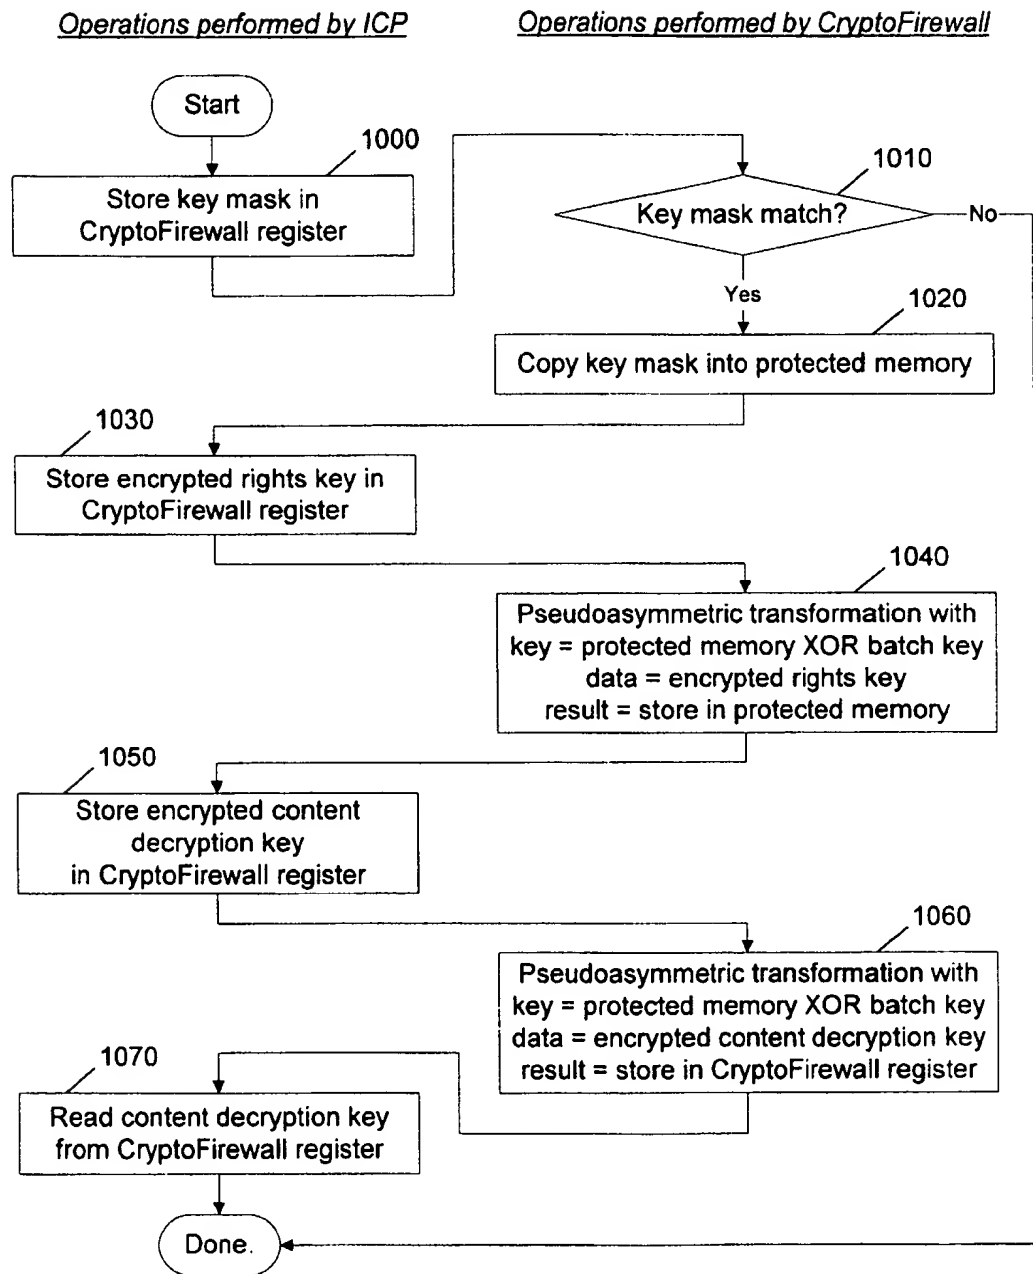 Operations performed by ICP
Operations performed by CryptoFirewall
Start
1000
Store key mask in
CryptoFirewall register
1010
Key mask match?
No
Yes
1020
Copy key mask into protected memory
1030
Store encrypted rights key in
CryptoFirewall register
1040
Pseudoasymmetric transformation with
key = protected memory XOR batch key
data = encrypted rights key
result = store in protected memory
1050
Store encrypted content
decryption key
in CryptoFirewall register
1060
Pseudoasymmetric transformation with
key = protected memory XOR batch key
data = encrypted content decryption key
result = store in CryptoFirewall register
1070
Read content decryption key
from CryptoFirewall register
Done.